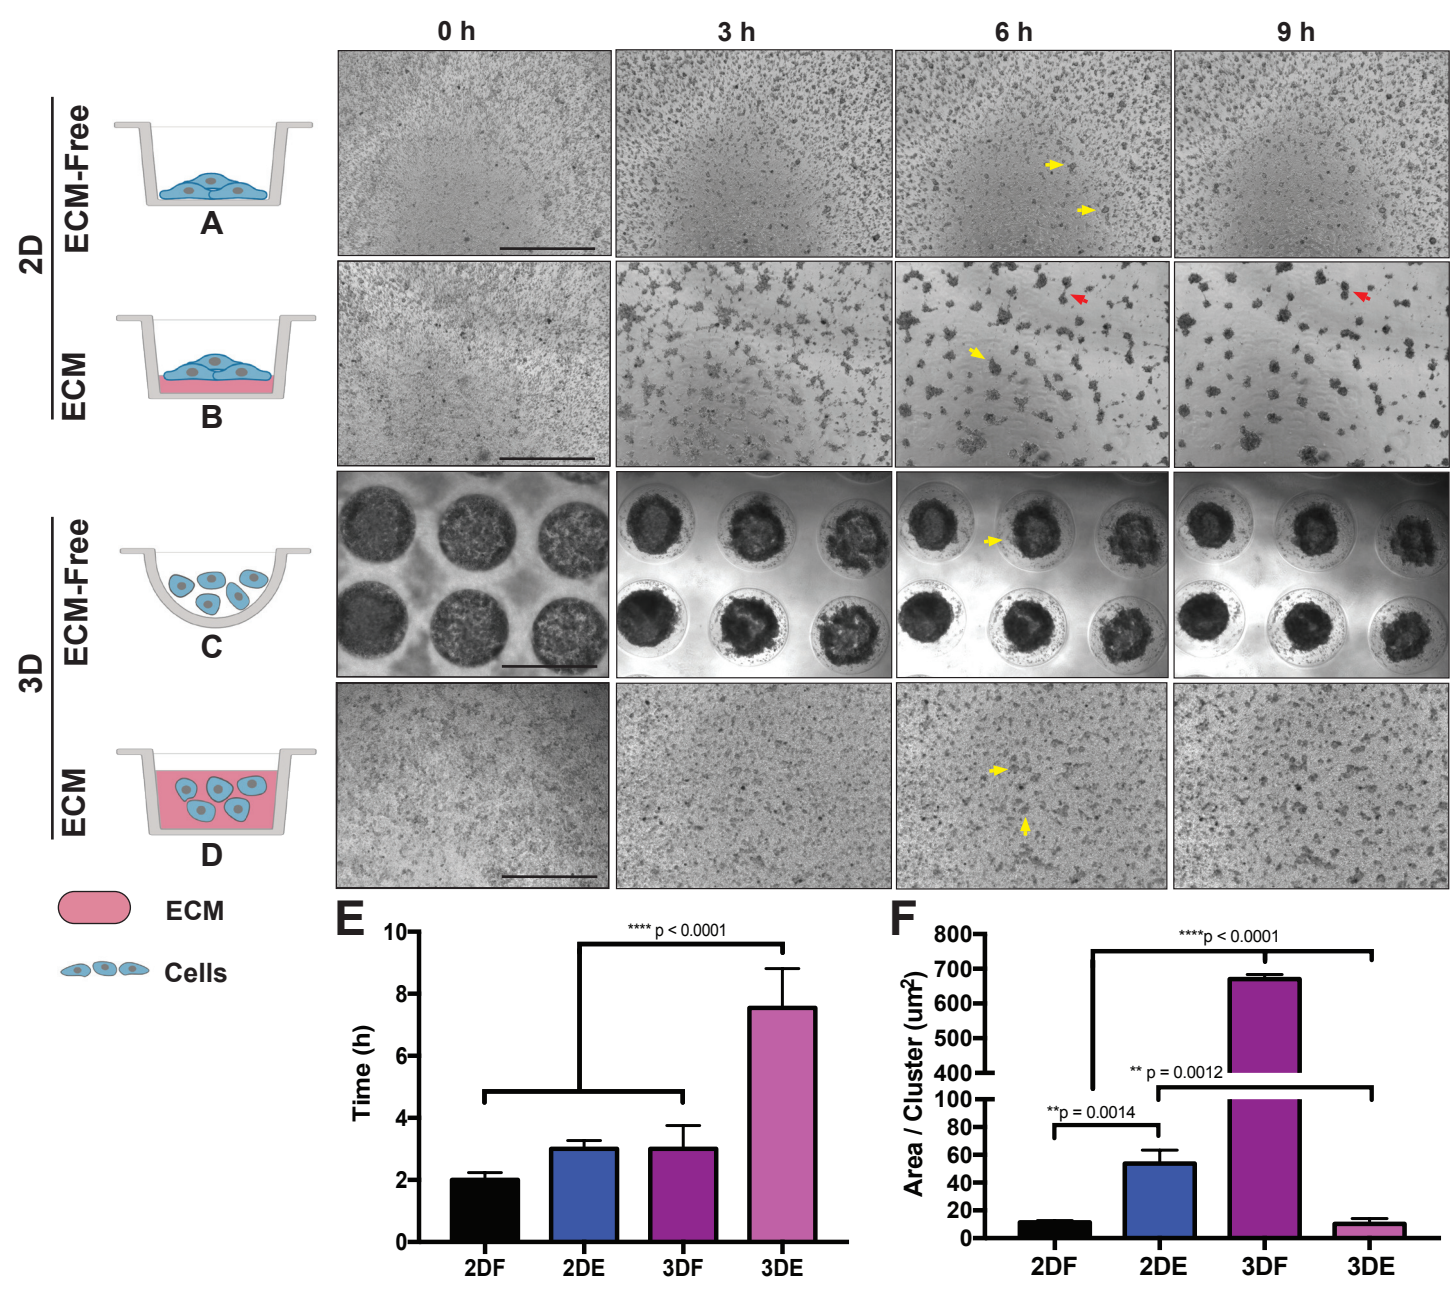 0 h
3 h
6 h
9 h
2D
ECM-Free
A
ECM
B
3D
ECM-Free
C
ECM
D
ECM
Cells
E
**** p < 0.0001
10
8
6
4
2
0
Time (h)
2DF
2DE
3DF
3DE
F
****p < 0.0001
** p = 0.0012
**p = 0.0014
800
700
600
500
400
100
80
60
40
20
0
Area / Cluster (um²)
2DF
2DE
3DF
3DE